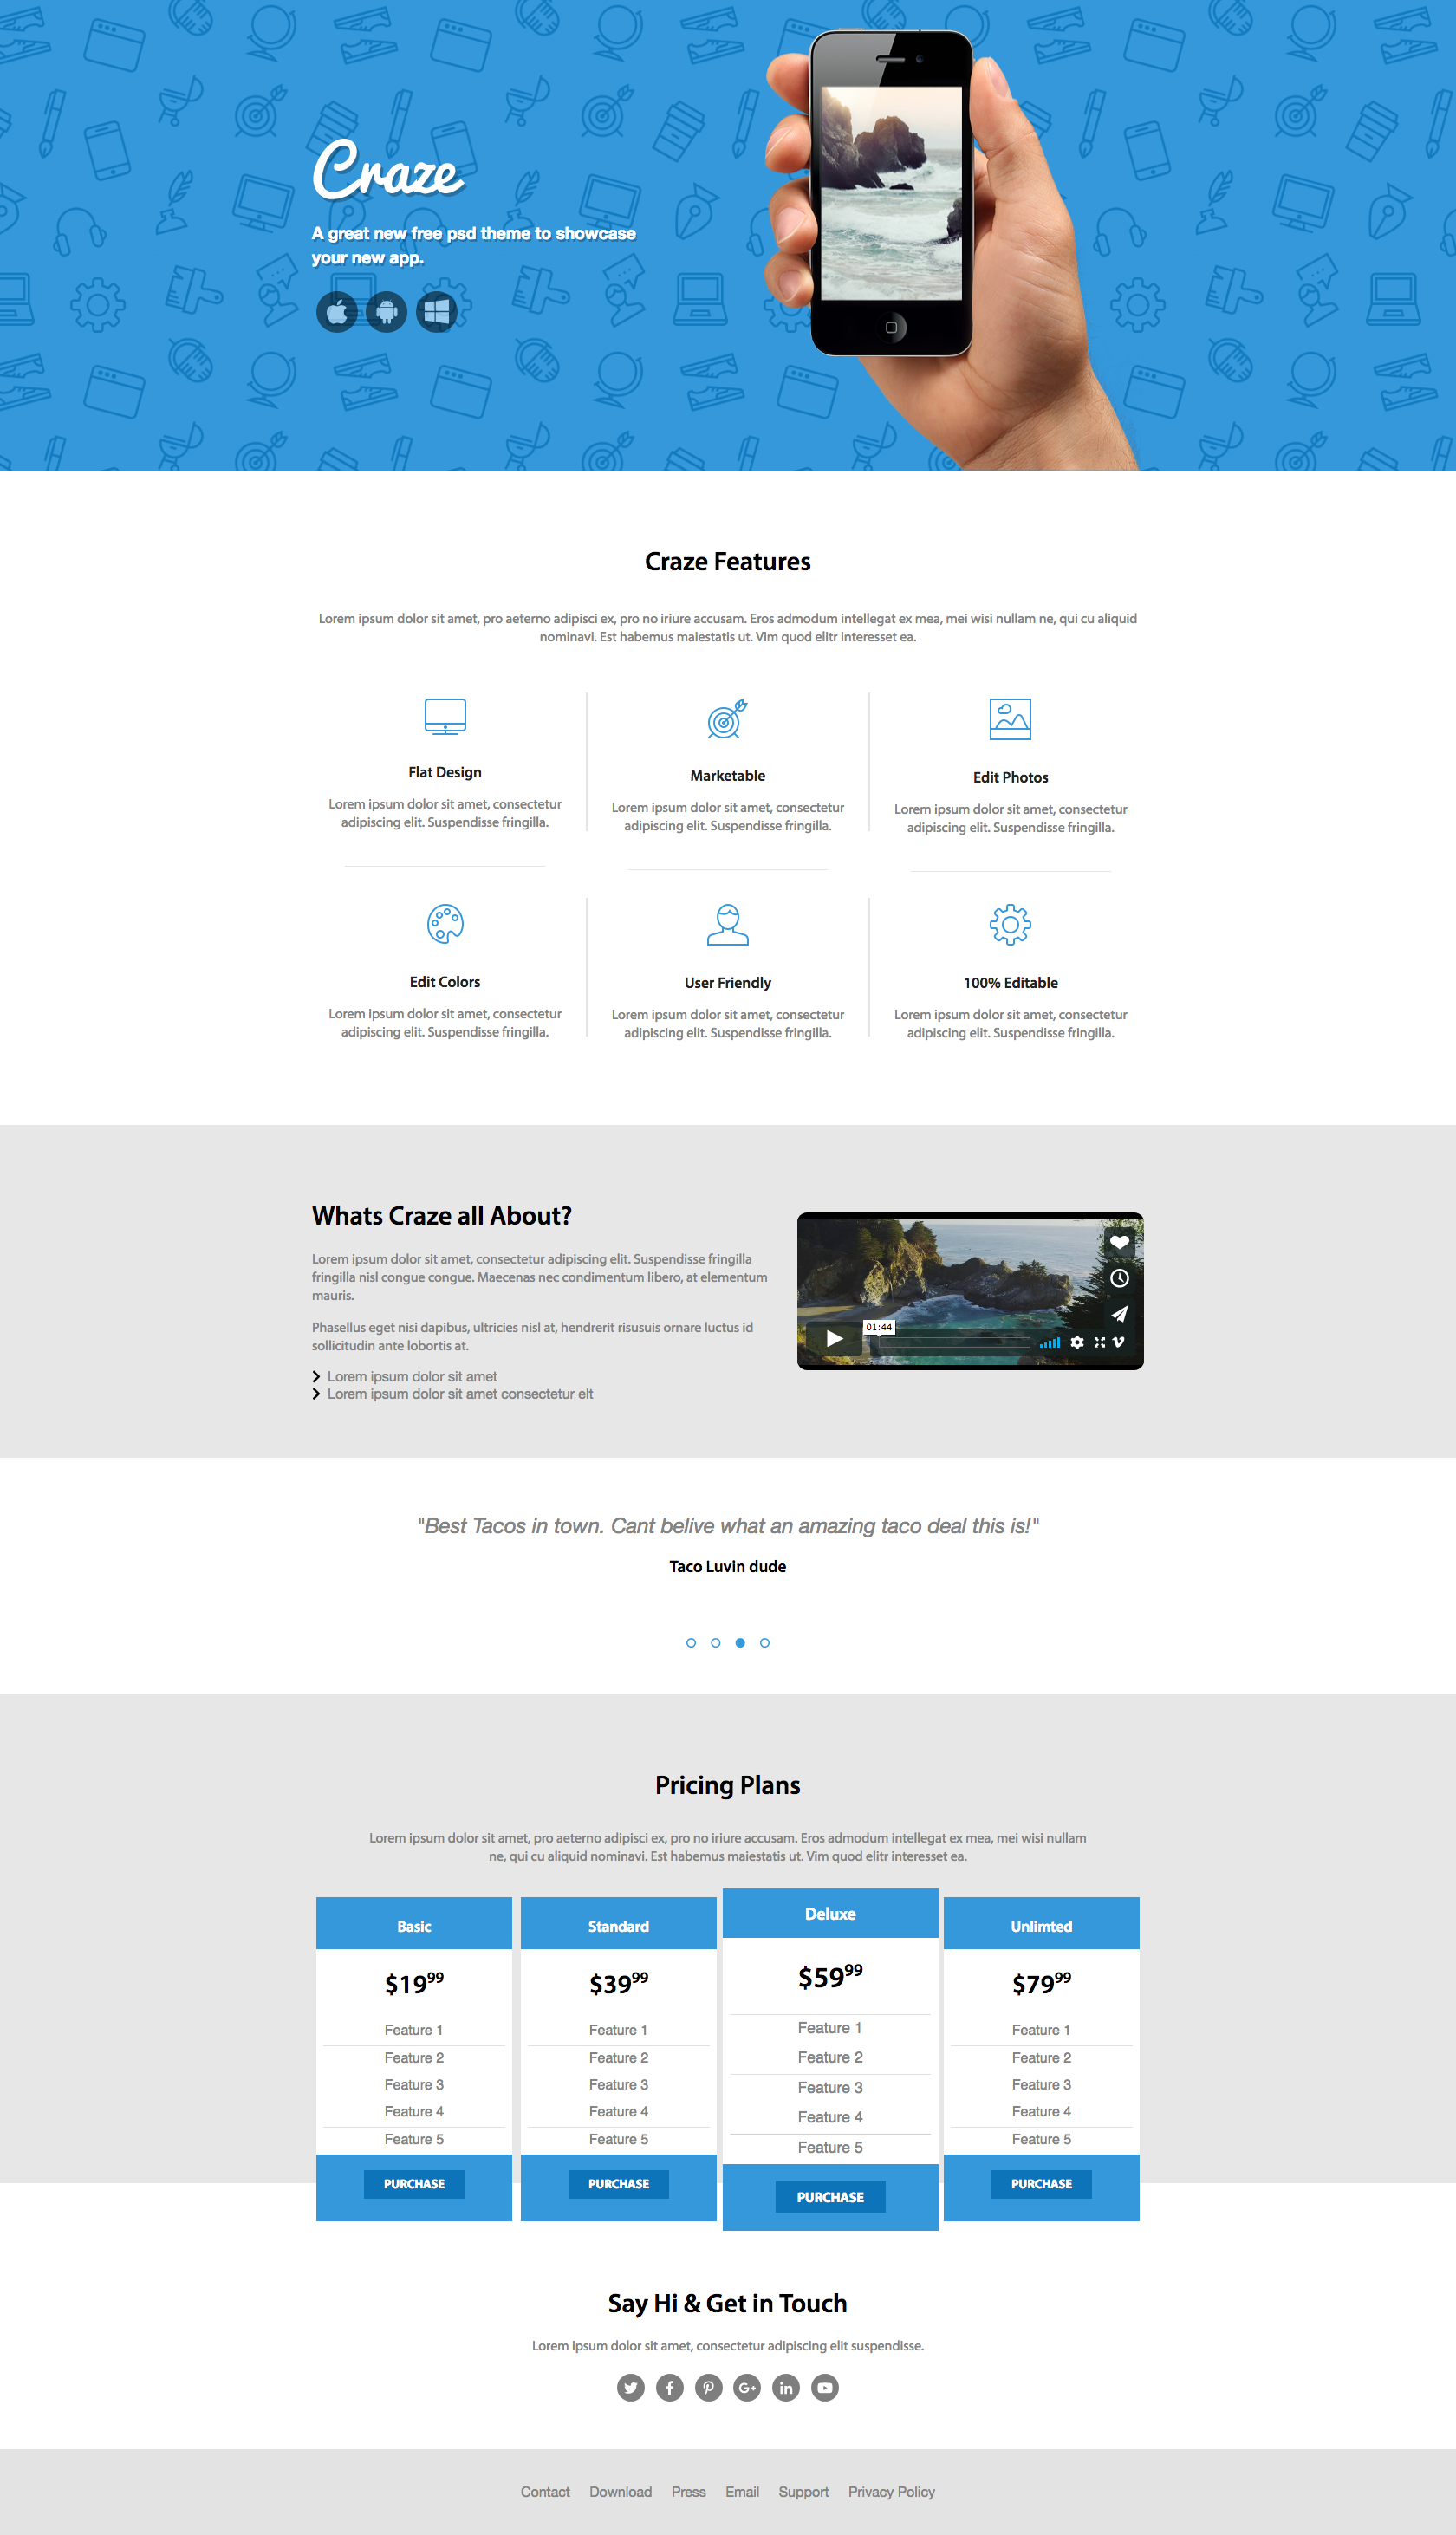 Craze
A great new free psd theme to showcase
your new app.
Craze Features
Lorem ipsum dolor sit amet, pro aeterno adipisci ex, pro no iriure accusam. Eros admodum intellegat ex mea, mei wisi nullam ne, qui cu aliquid
nominavi. Est habemus maiestatis ut. Vim quod elitr interesset ea.
Flat Design
Lorem ipsum dolor sit amet, consectetur
adipiscing elit. Suspendisse fringilla.
Marketable
Lorem ipsum dolor sit amet, consectetur
adipiscing elit. Suspendisse fringilla.
Edit Photos
Lorem ipsum dolor sit amet, consectetur
adipiscing elit. Suspendisse fringilla.
Edit Colors
Lorem ipsum dolor sit amet, consectetur
adipiscing elit. Suspendisse fringilla.
User Friendly
Lorem ipsum dolor sit amet, consectetur
adipiscing elit. Suspendisse fringilla.
100% Editable
Lorem ipsum dolor sit amet, consectetur
adipiscing elit. Suspendisse fringilla.
Whats Craze all About?
Lorem ipsum dolor sit amet, consectetur adipiscing elit. Suspendisse fringilla
fringilla nisl congue congue. Maecenas nec condimentum libero, at elementum
mauris.
Phasellus eget nisi dapibus, ultricies nisl at, hendrerit risusuis ornare luctus id
sollicitudin ante lobortis at.
Lorem ipsum dolor sit amet
Lorem ipsum dolor sit amet consectetur elt
01:44
"Best Tacos in town. Cant belive what an amazing taco deal this is!"
Taco Luvin dude
Pricing Plans
Lorem ipsum dolor sit amet, pro aeterno adipisci ex, pro no iriure accusam. Eros admodum intellegat ex mea, mei wisi nullam
ne, qui cu aliquid nominavi. Est habemus maiestatis ut. Vim quod elitr interesset ea.
Basic
$19 99
Feature 1
Feature 2
Feature 3
Feature 4
Feature 5
PURCHASE
Standard
$39 99
Feature 1
Feature 2
Feature 3
Feature 4
Feature 5
PURCHASE
Deluxe
$59 99
Feature 1
Feature 2
Feature 3
Feature 4
Feature 5
PURCHASE
Unlimted
$79 99
Feature 1
Feature 2
Feature 3
Feature 4
Feature 5
PURCHASE
Say Hi & Get in Touch
Lorem ipsum dolor sit amet, consectetur adipiscing elit suspendisse.
Contact Download Press Email Support Privacy Policy